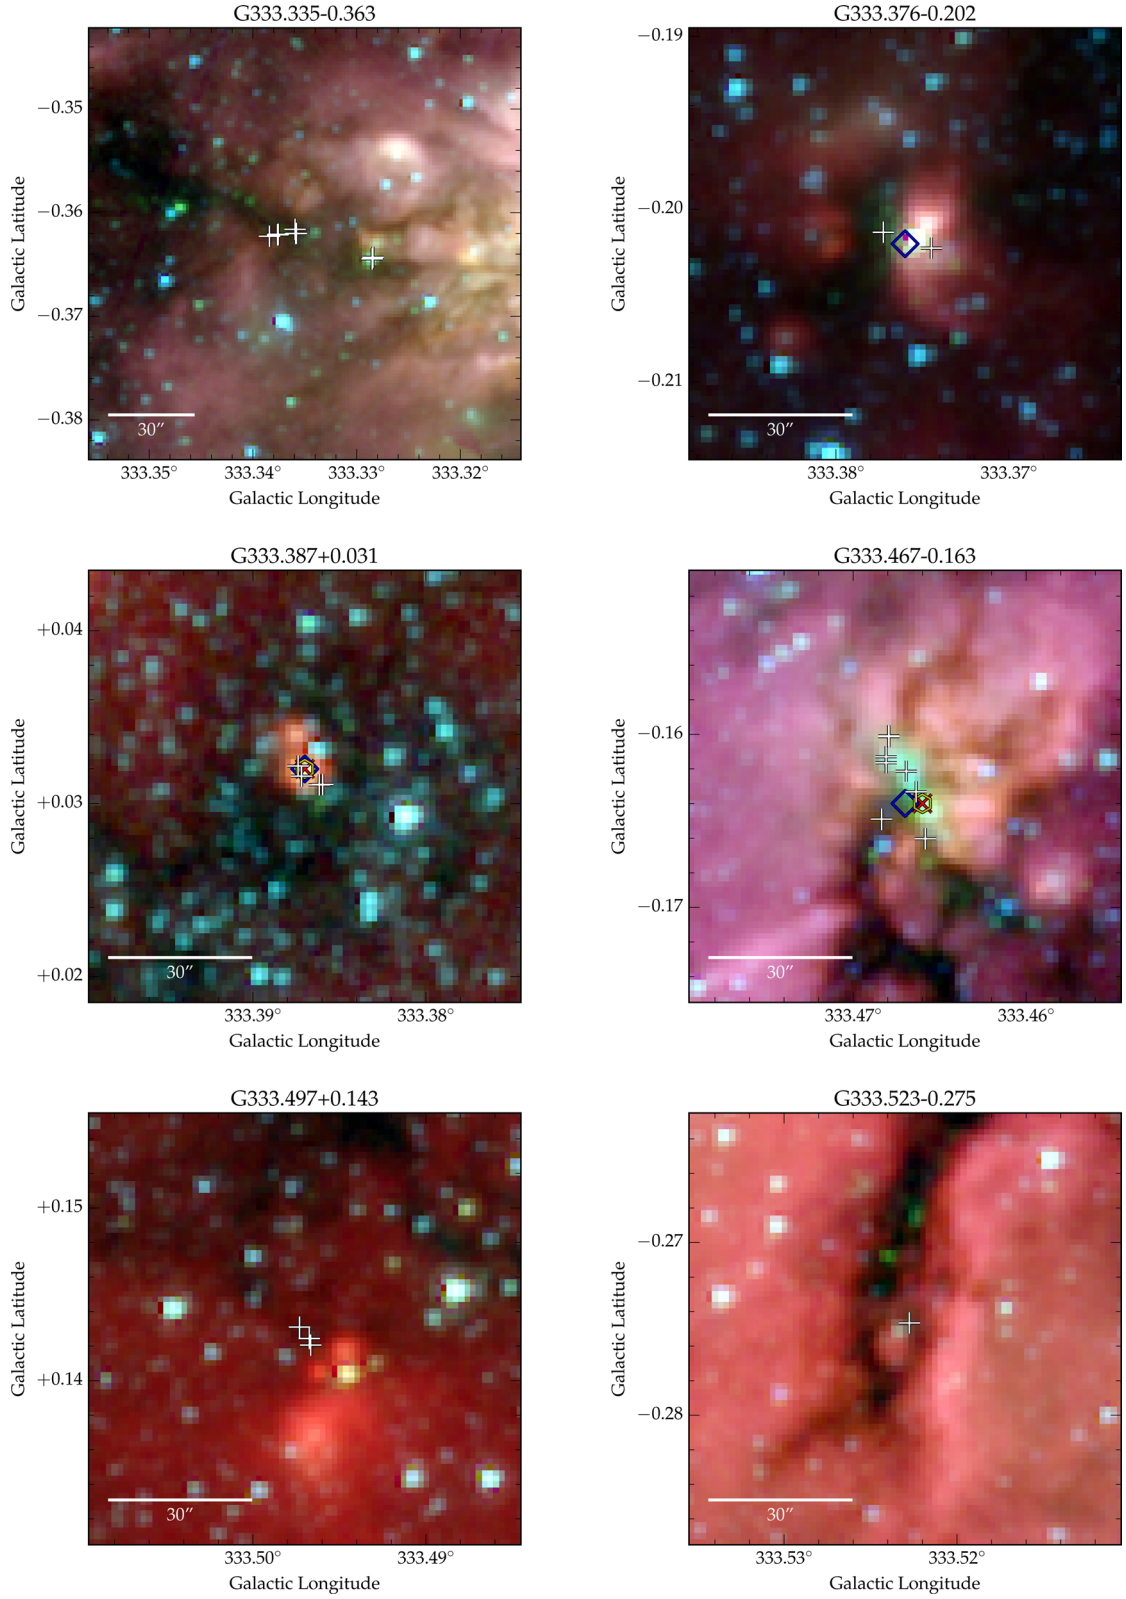 G333.335-0.363
−0.35
−0.36
−0.37
−0.38
Galactic Latitude
30″
333.35° 333.34 333.33 333.32
Galactic Longitude
G333.376-0.202
−0.19
−0.20
−0.21
Galactic Latitude
30″
333.38° 333.37°
Galactic Longitude
G333.387+0.031
+0.04
+0.03
+0.02
Galactic Latitude
30″
333.39° 333.38°
Galactic Longitude
G333.467-0.163
−0.16
−0.17
Galactic Latitude
30″
333.47° 333.46°
Galactic Longitude
G333.497+0.143
+0.15
+0.14
Galactic Latitude
30″
333.50° 333.49°
Galactic Longitude
G333.523-0.275
−0.27
−0.28
Galactic Latitude
30″
333.53° 333.52°
Galactic Longitude